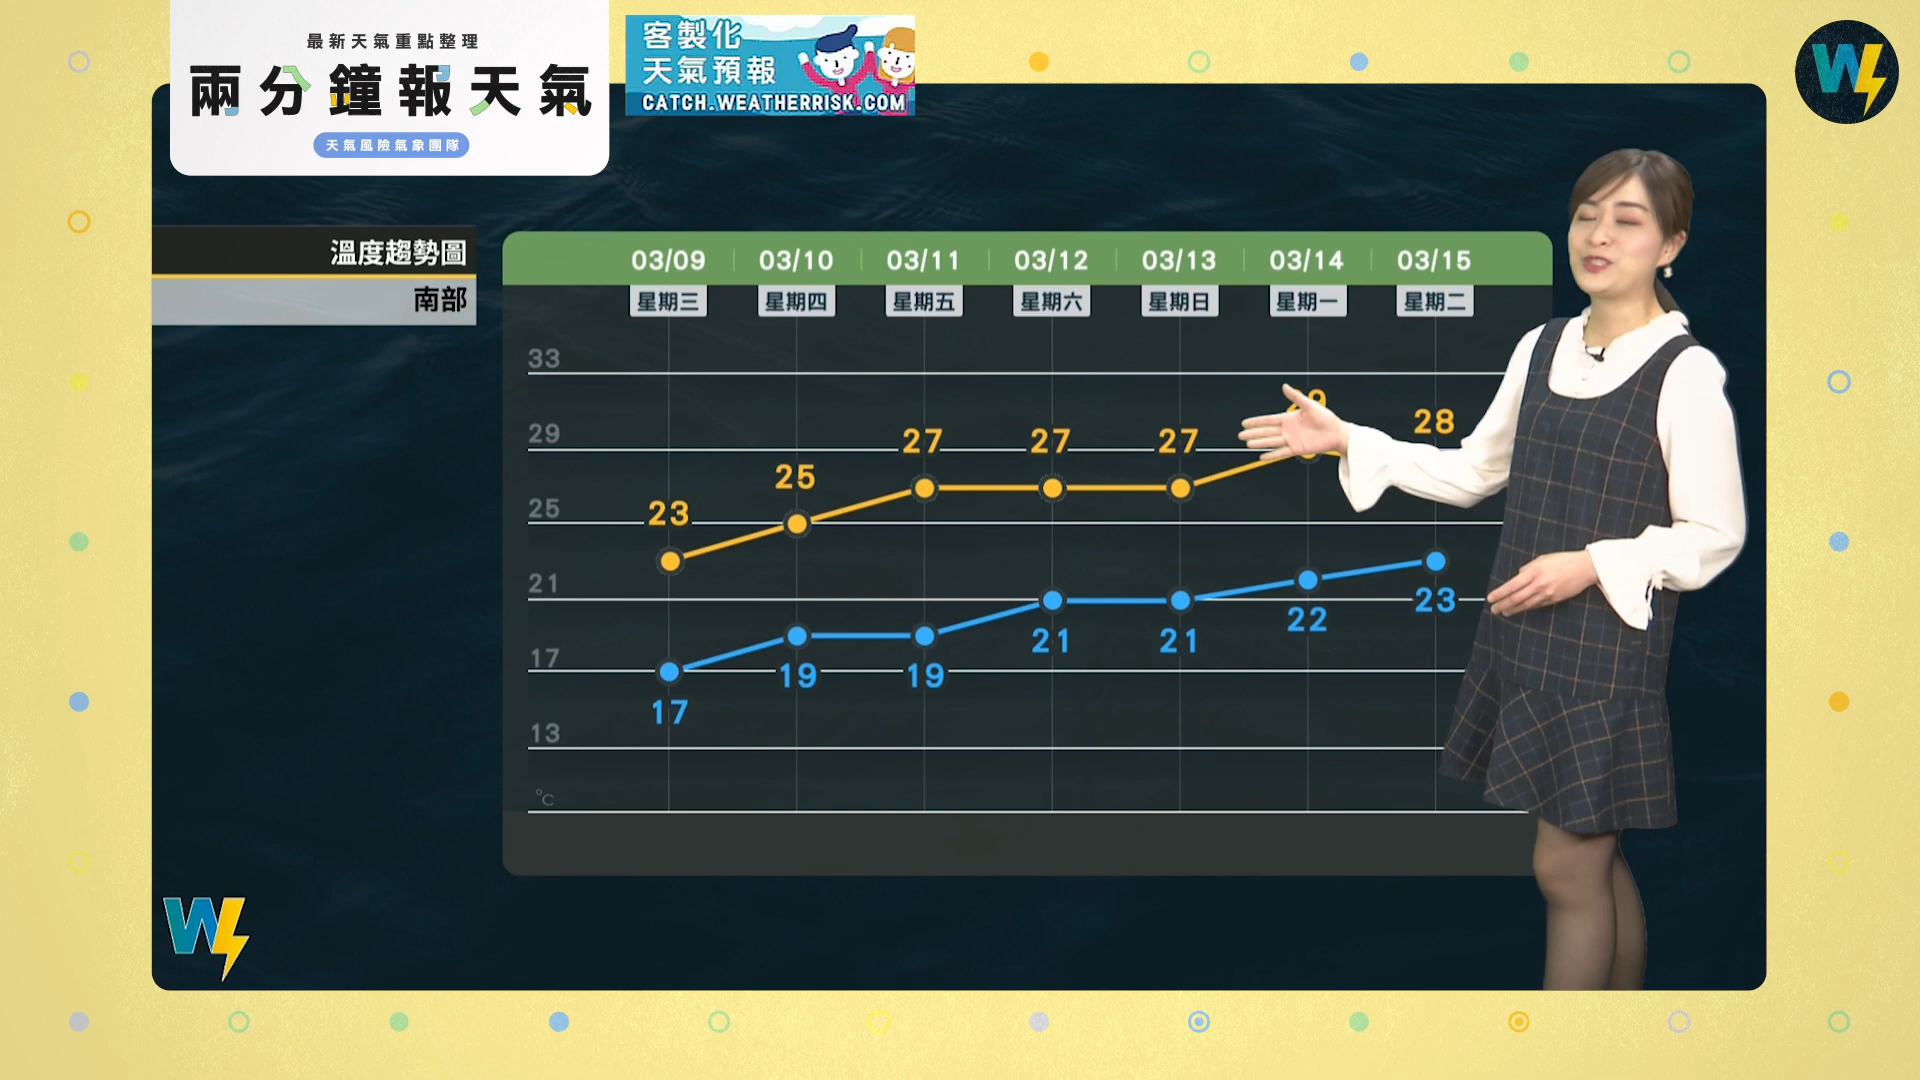 最新天氣重點整理
兩分鐘報天氣
天氣風險氣象團隊
客製化
天氣預報
CATCH.WEATHERRISK.COM
溫度趨勢圖
南部
03/09 03/10 03/11 03/12 03/13 03/14 03/15
星期三 星期四 星期五 星期六 星期日 星期一 星期二
33
29
25
21
17
13
°C
23 25 27 27 27 29 28
17 19 19 21 21 22 23